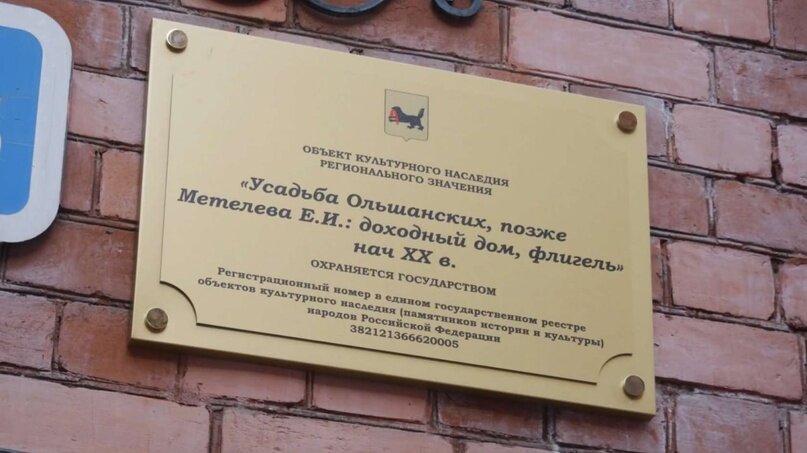 ОБЪЕКТ КУЛЬТУРНОГО НАСЛЕДИЯ
РЕГИОНАЛЬНОГО ЗНАЧЕНИЯ
«Усадьба Ольшанских, позже
Метелева Е.И.: доходный дом, флигель»
нач XX в.
ОХРАНЯЕТСЯ ГОСУДАРСТВОМ
Регистрационный номер в едином государственном реестре
объектов культурного наследия (памятников истории и культуры)
народов Российской Федерации
382121366620005